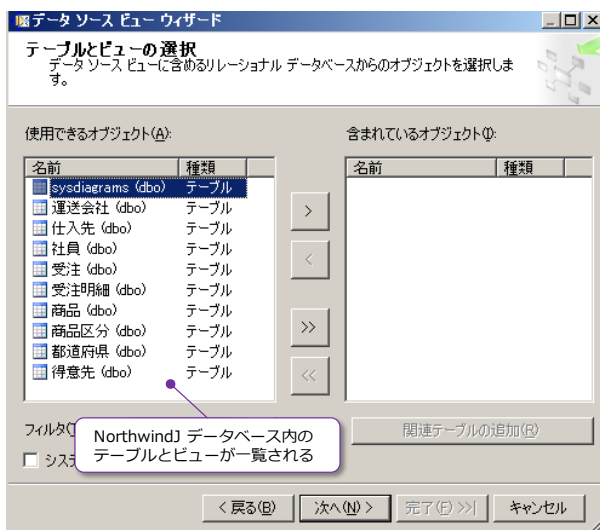 データ ソース ビュー ウィザード
テーブルとビューの選択
データ ソース ビューに含めるリレーショナル データベースからのオブジェクトを選択しま
す。
使用できるオブジェクト(A):
名前 種類
sysdiagrams (dbo) テーブル
運送会社 (dbo) テーブル
仕入先 (dbo) テーブル
社員 (dbo) テーブル
受注 (dbo) テーブル
受注明細 (dbo) テーブル
商品 (dbo) テーブル
商品区分 (dbo) テーブル
都道府県 (dbo) テーブル
得意先 (dbo) テーブル
>
<
>>
<<
含まれているオブジェクト(I):
名前 種類
フィルタ
NorthwindJ データベース内の
テーブルとビューが一覧される
関連テーブルの追加(R)
< 戻る(B) 次へ(N) > 完了(F) >>| キャンセル